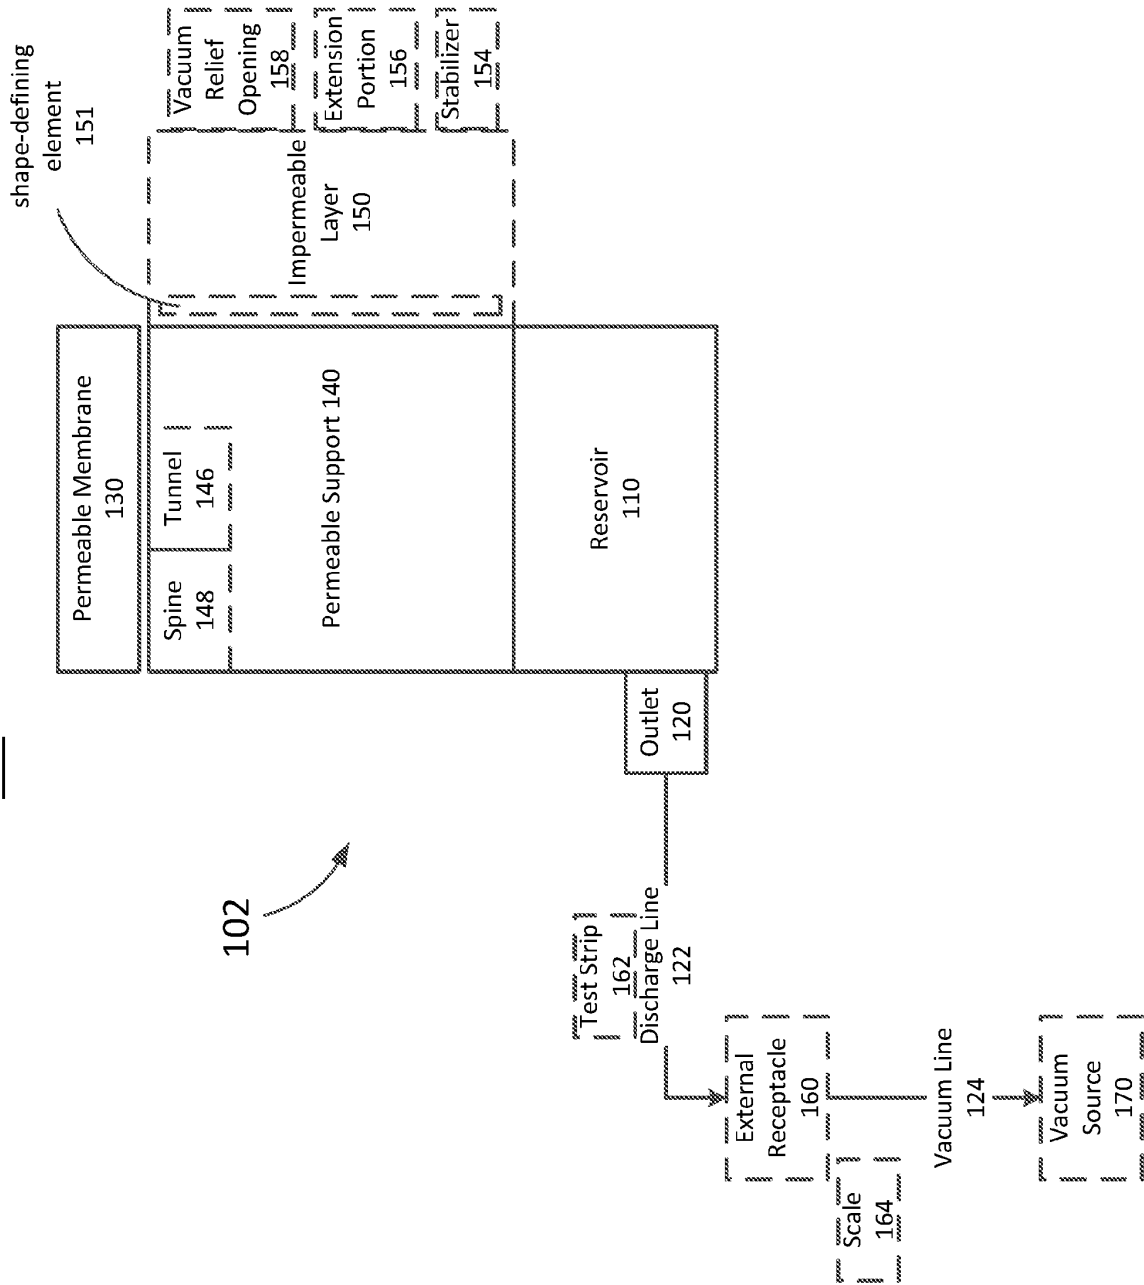 shape-defining
element
151
Vacuum
Relief
Opening
158
Extension
Portion
156
Stabilizer
154
Impermeable
Layer
150
Permeable Membrane
130
Spine
148
Tunnel
146
Permeable Support 140
Reservoir
110
Outlet
120
102
Test Strip
162
Discharge Line
122
External
Receptacle
160
Scale
164
Vacuum Line
124
Vacuum
Source
170